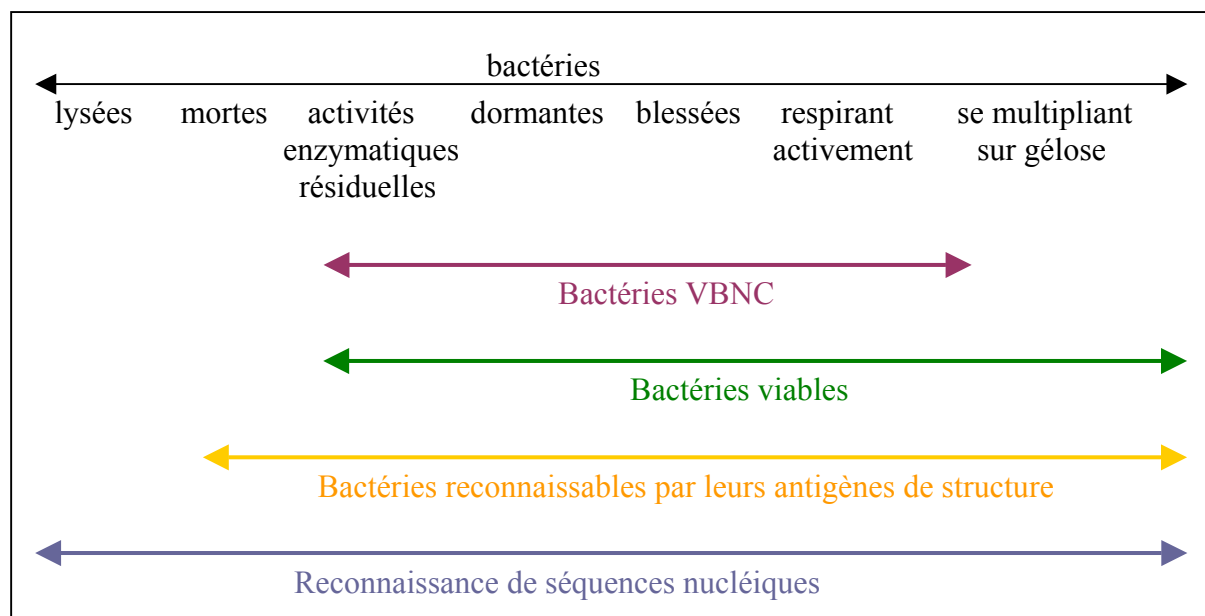 bactéries
lysées mortes activités dormantes blessées respirant se multipliant
enzymatiques activement sur gélose
résiduelles
Bactéries VBNC
Bactéries viables
Bactéries reconnaissables par leurs antigènes de structure
Reconnaissance de séquences nucléiques